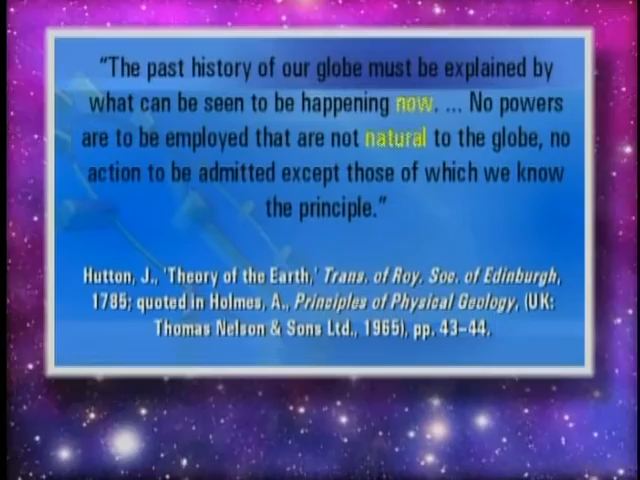 “The past history of our globe must be explained by
what can be seen to be happening now. ... No powers
are to be employed that are not natural to the globe, no
action to be admitted except those of which we know
the principle.”
Hutton, J., 'Theory of the Earth,' Trans. of Roy. Soc. of Edinburgh,
1785; quoted in Holmes, A., Principles of Physical Geology, (UK:
Thomas Nelson & Sons Ltd., 1965), pp. 43–44.